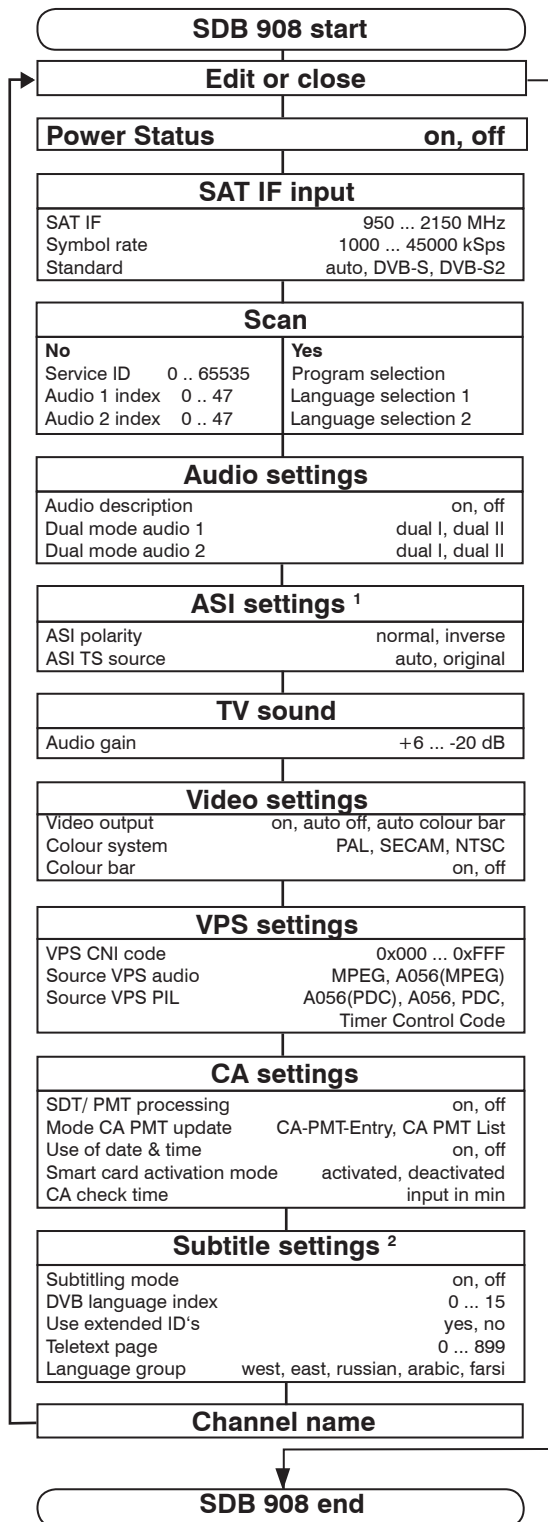 SDB 908 start
Edit or close
Power Status on, off
SAT IF input
SAT IF 950 ... 2150 MHz
Symbol rate 1000 ... 45000 kSps
Standard auto, DVB-S, DVB-S2
Scan
No Yes
Service ID 0 .. 65535 Program selection
Audio 1 index 0 .. 47 Language selection 1
Audio 2 index 0 .. 47 Language selection 2
Audio settings
Audio description on, off
Dual mode audio 1 dual I, dual II
Dual mode audio 2 dual I, dual II
ASI settings ¹
ASI polarity normal, inverse
ASI TS source auto, original
TV sound
Audio gain +6 ... -20 dB
Video settings
Video output on, auto off, auto colour bar
Colour system PAL, SECAM, NTSC
Colour bar on, off
VPS settings
VPS CNI code 0x000 ... 0xFFF
Source VPS audio MPEG, A056(MPEG)
Source VPS PIL A056(PDC), A056, PDC,
Timer Control Code
CA settings
SDT/ PMT processing on, off
Mode CA PMT update CA-PMT-Entry, CA PMT List
Use of date & time on, off
Smart card activation mode activated, deactivated
CA check time input in min
Subtitle settings ²
Subtitling mode on, off
DVB language index 0 ... 15
Use extended ID‘s yes, no
Teletext page 0 ... 899
Language group west, east, russian, arabic, farsi
Channel name
SDB 908 end